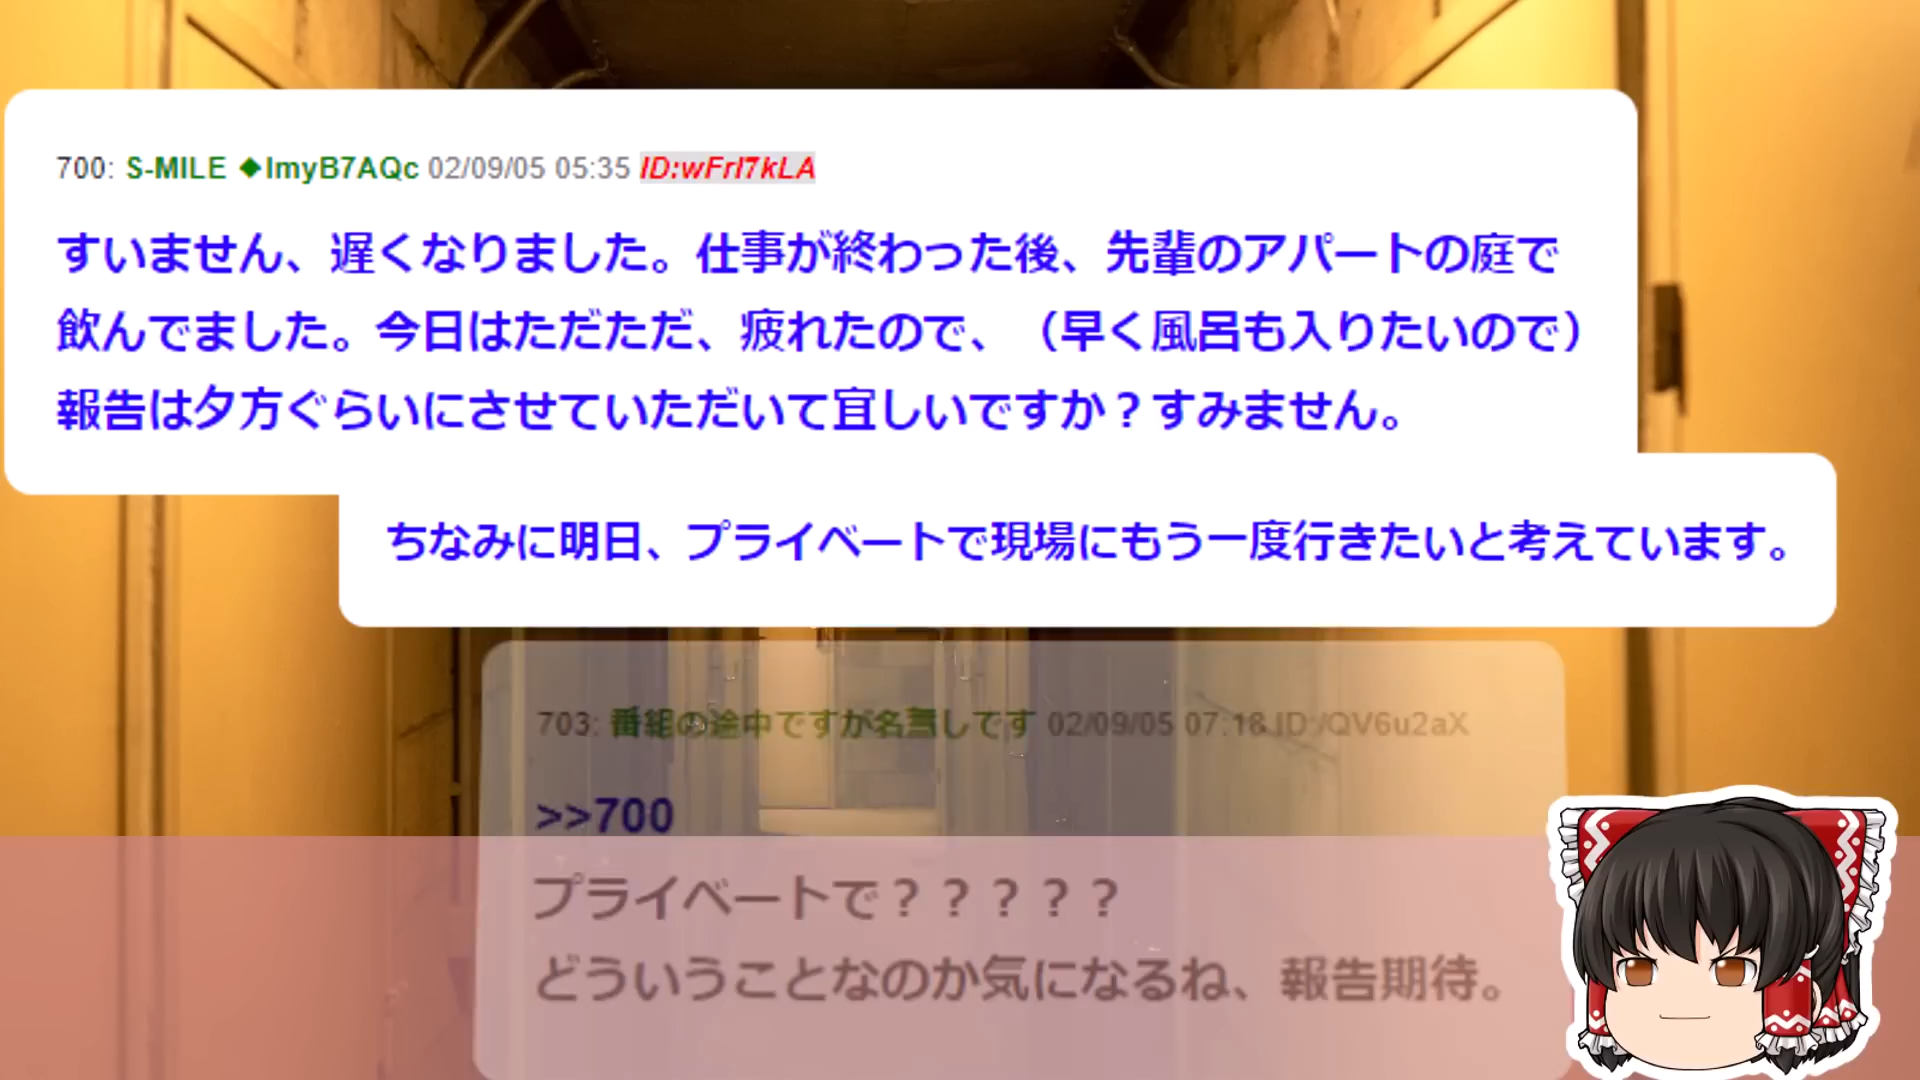 700: S-MILE ◆ImyB7AQc 02/09/05 05:35 ID:wFrI7kLA
すいません、遅くなりました。仕事が終わった後、先輩のアパートの庭で
飲んでました。今日はただただ、疲れたので、（早く風呂も入りたいので）
報告は夕方ぐらいにさせていただいて宜しいですか？すみません。
ちなみに明日、プライベートで現場にもう一度行きたいと考えています。
703: 番組の途中ですが名無しです 02/09/05 07:18 ID:/QV6u2aX
>>700
プライベートで？？？？？
どういうことなのか気になるね、報告期待。